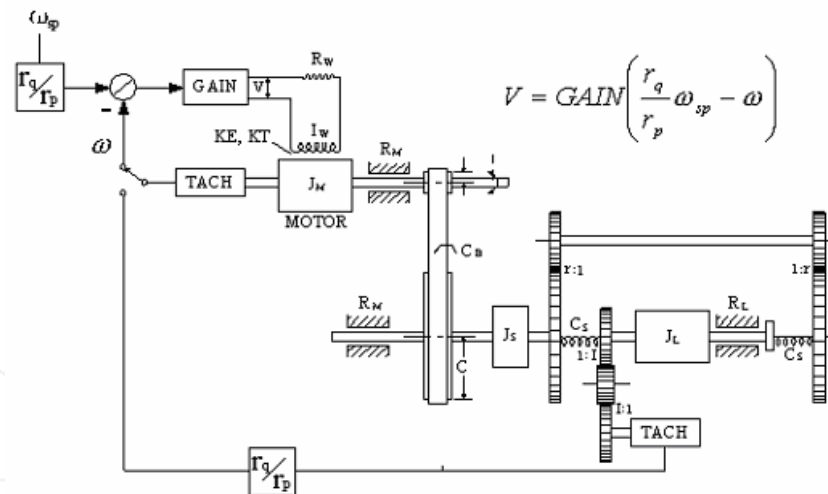 ω_sp
r_q/r_p
GAIN
V
R_W
I_W
KE, KT
V = GAIN(r_q/r_p ω_sp − ω)
-
ω
TACH
J_M
MOTOR
R_M
1
C_B
r:1
1:r
R_M
J_S
C_S
1:1
J_L
R_L
C_S
C
1:1
TACH
r_q/r_p